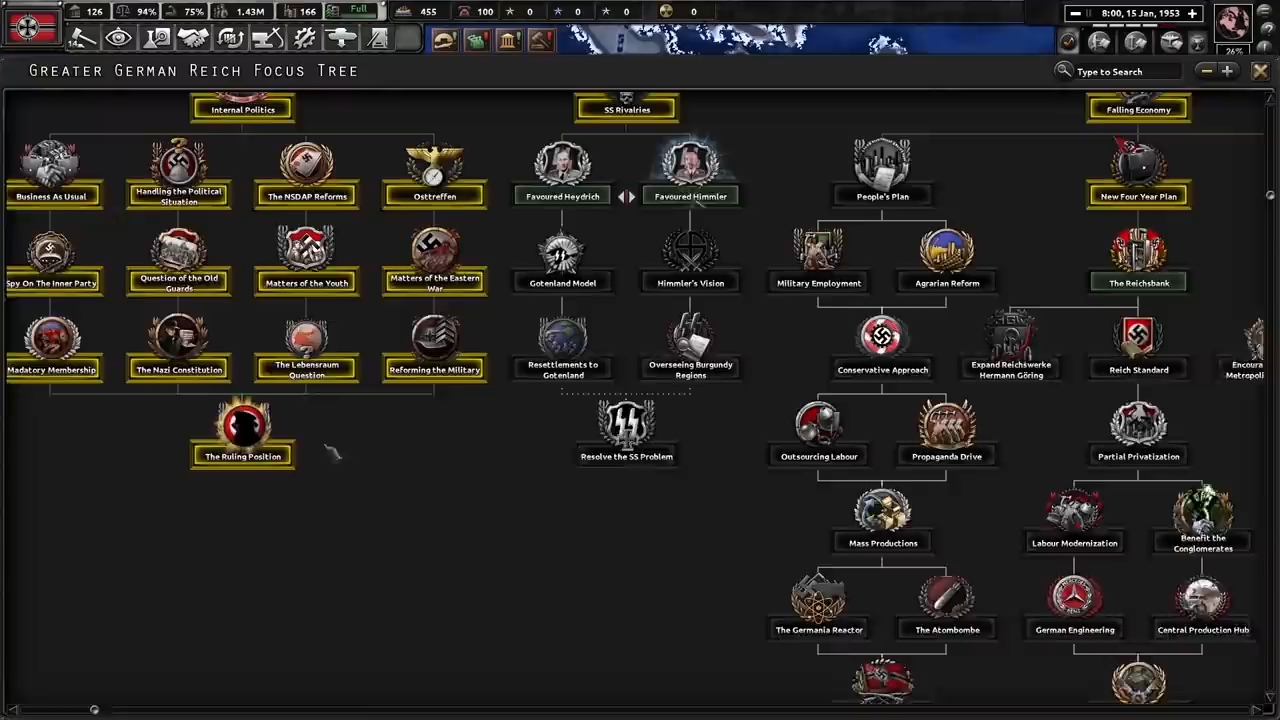 126 94% 75% 1.43M 166 Full 455 100 0 0 0 0 8:00, 15 Jan, 1953
14
26%
GREATER GERMAN REICH FOCUS TREE
Type to Search
Internal Politics
SS Rivalries
Falling Economy
Business As Usual
Handling the Political
Situation
The NSDAP Reforms
Osttreffen
Favoured Heydrich
Favoured Himmler
People's Plan
New Four Year Plan
Spy On The Inner Party
Question of the Old
Guards
Matters of the Youth
Matters of the Eastern
War
Gotenland Model
Himmler's Vision
Military Employment
Agrarian Reform
The Reichsbank
Madatory Membership
The Nazi Constitution
The Lebensraum
Question
Reforming the Military
Resettlements to
Gotenland
Overseeing Burgundy
Regions
Conservative Approach
Expand Reichswerke
Hermann Göring
Reich Standard
Encoura
Metropoli
The Ruling Position
Resolve the SS Problem
Outsourcing Labour
Propaganda Drive
Partial Privatization
Mass Productions
Labour Modernization
Benefit the
Conglomerates
The Germania Reactor
The Atombombe
German Engineering
Central Production Hub